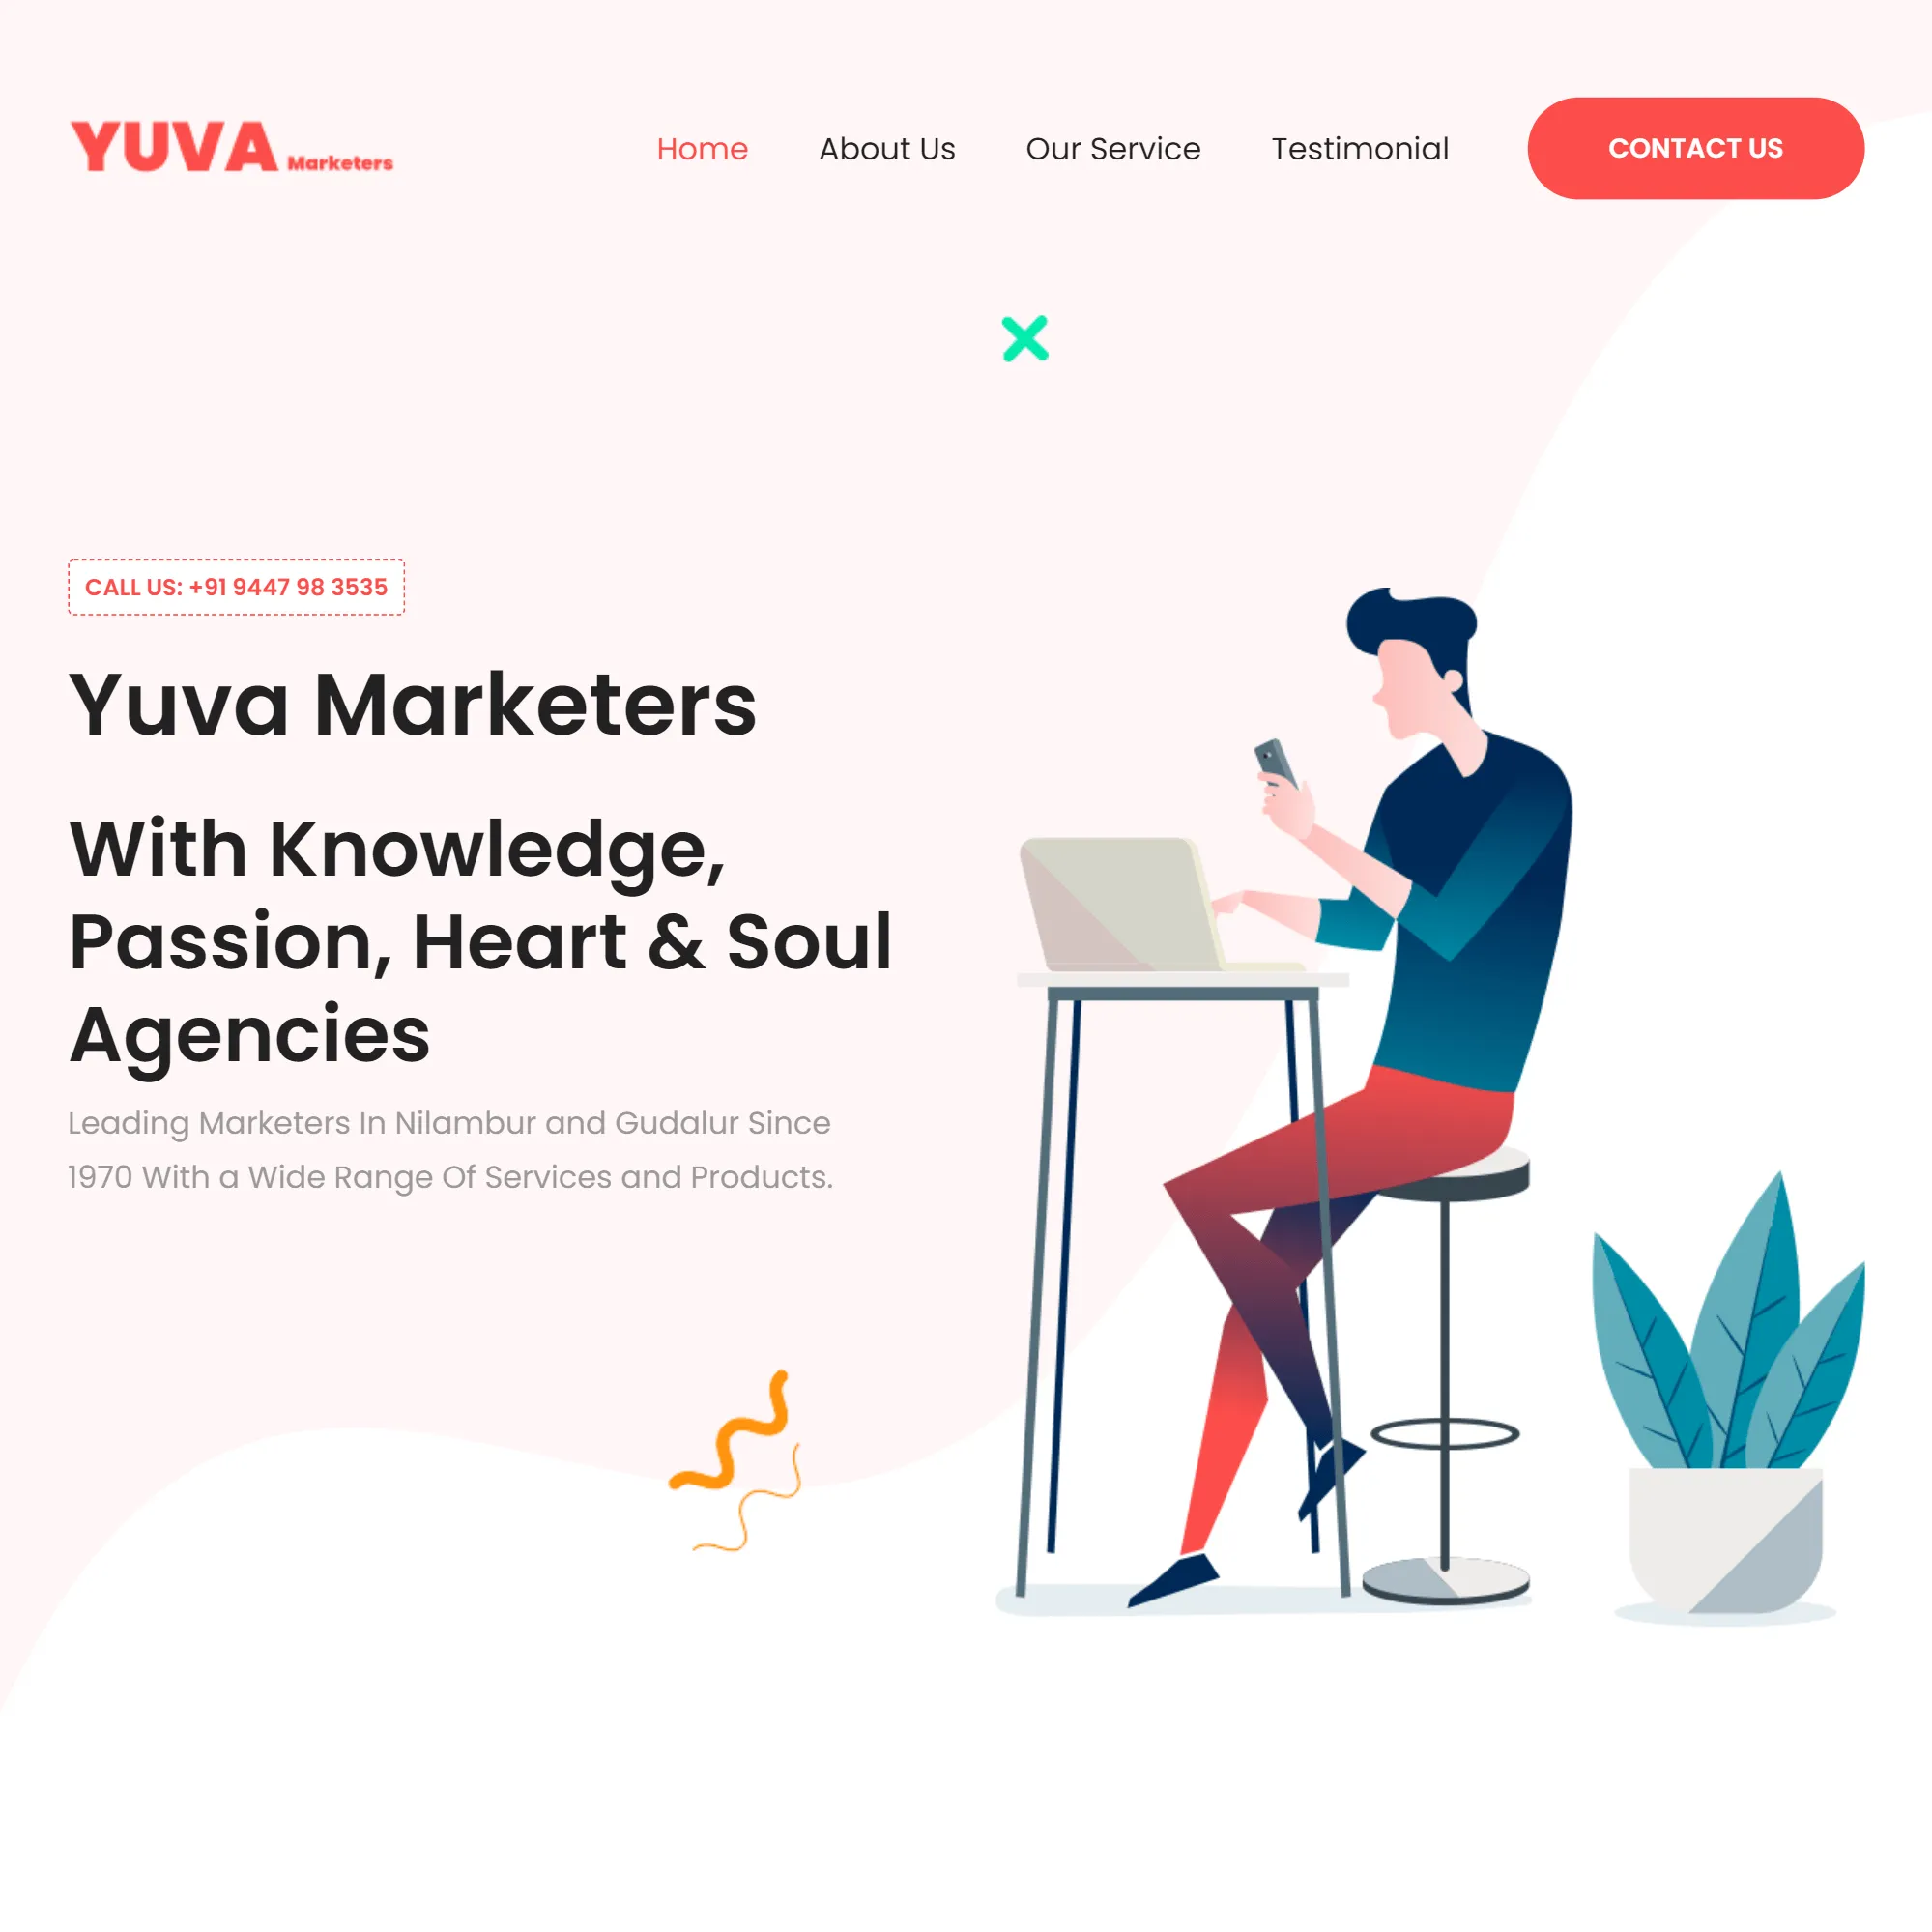 YUVA Marketers
Home About Us Our Service Testimonial CONTACT US
CALL US: +91 9447 98 3535
Yuva Marketers
With Knowledge,
Passion, Heart & Soul
Agencies
Leading Marketers In Nilambur and Gudalur Since
1970 With a Wide Range Of Services and Products.